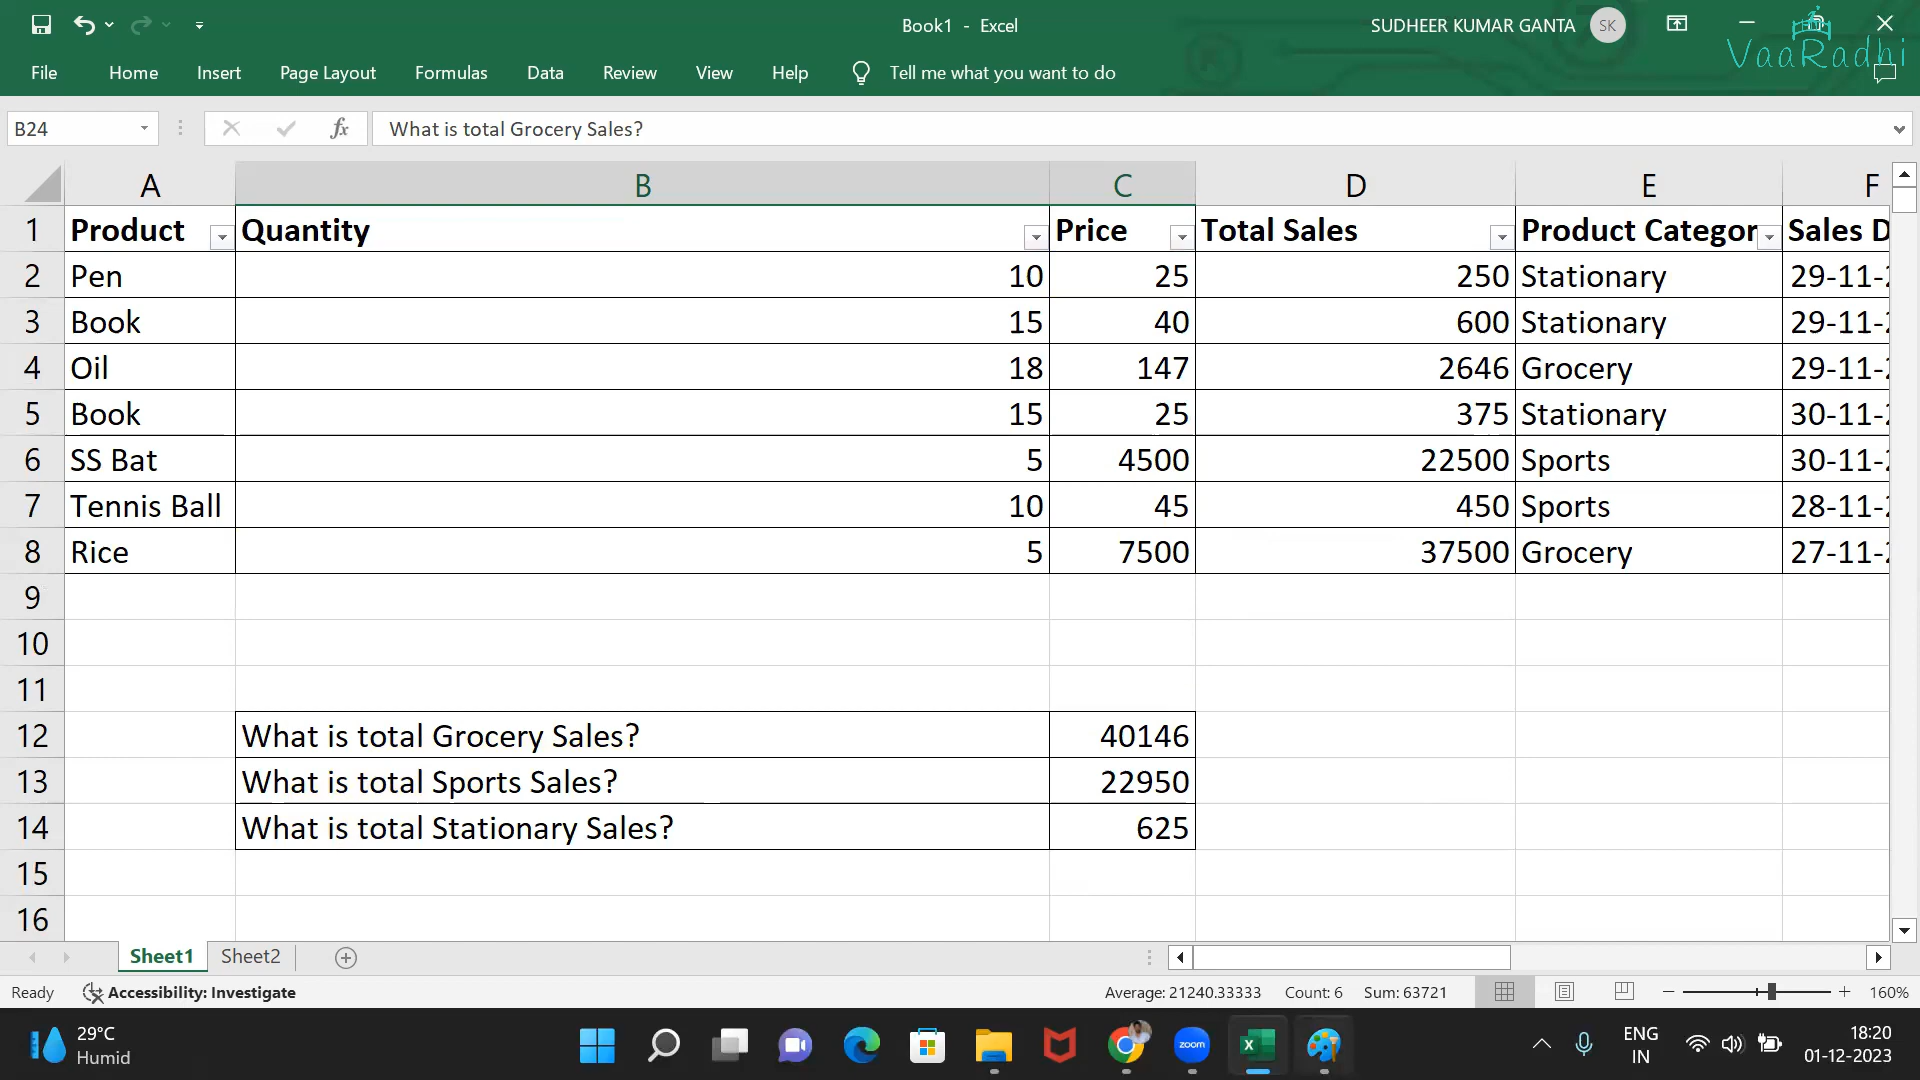 Book1 - Excel
SUDHEER KUMAR GANTA
SK
VaaRadhi
File Home Insert Page Layout Formulas Data Review View Help Tell me what you want to do
B24 fx What is total Grocery Sales?
A B C D E F
1 Product Quantity Price Total Sales Product Categor Sales D
2 Pen 10 25 250 Stationary 29-11-2
3 Book 15 40 600 Stationary 29-11-2
4 Oil 18 147 2646 Grocery 29-11-2
5 Book 15 25 375 Stationary 30-11-2
6 SS Bat 5 4500 22500 Sports 30-11-2
7 Tennis Ball 10 45 450 Sports 28-11-2
8 Rice 5 7500 37500 Grocery 27-11-2
9
10
11
12 What is total Grocery Sales? 40146
13 What is total Sports Sales? 22950
14 What is total Stationary Sales? 625
15
16
Sheet1 Sheet2
Ready Accessibility: Investigate Average: 21240.33333 Count: 6 Sum: 63721 160%
29°C
Humid
zoom
ENG
IN
18:20
01-12-2023